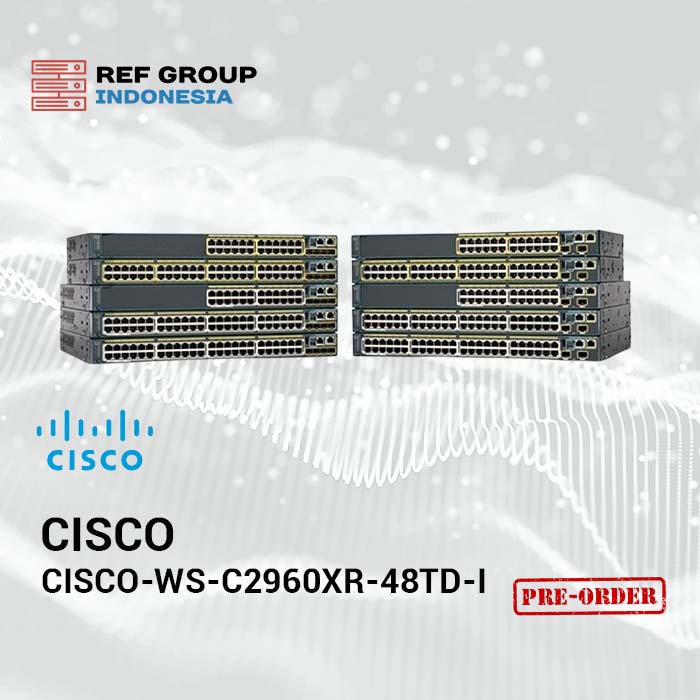 REF GROUP
INDONESIA
CISCO
CISCO
CISCO-WS-C2960XR-48TD-I
PRE-ORDER